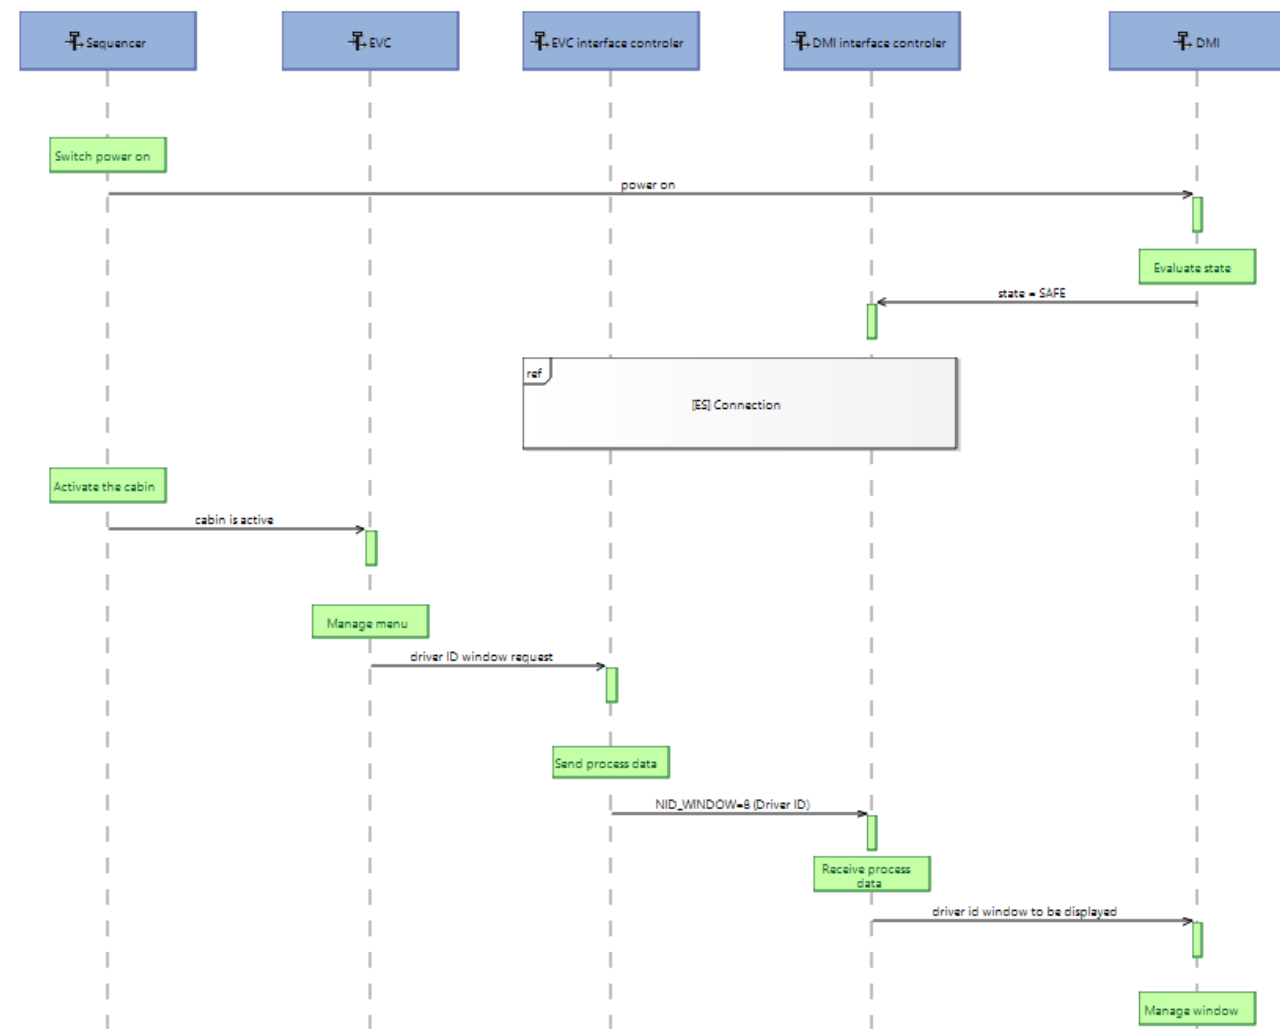 Sequencer
EVC
EVC interface controler
DMI interface controler
DMI
Switch power on
power on
Evaluate state
state = SAFE
ref
[ES] Connection
Activate the cabin
cabin is active
Manage menu
driver ID window request
Send process data
NID_WINDOW=8 (Driver ID)
Receive process
data
driver id window to be displayed
Manage window